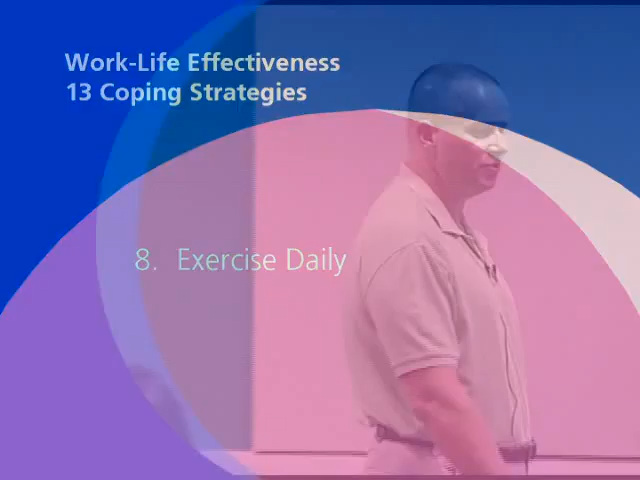 Work-Life Effectiveness
13 Coping Strategies
8. Exercise Daily